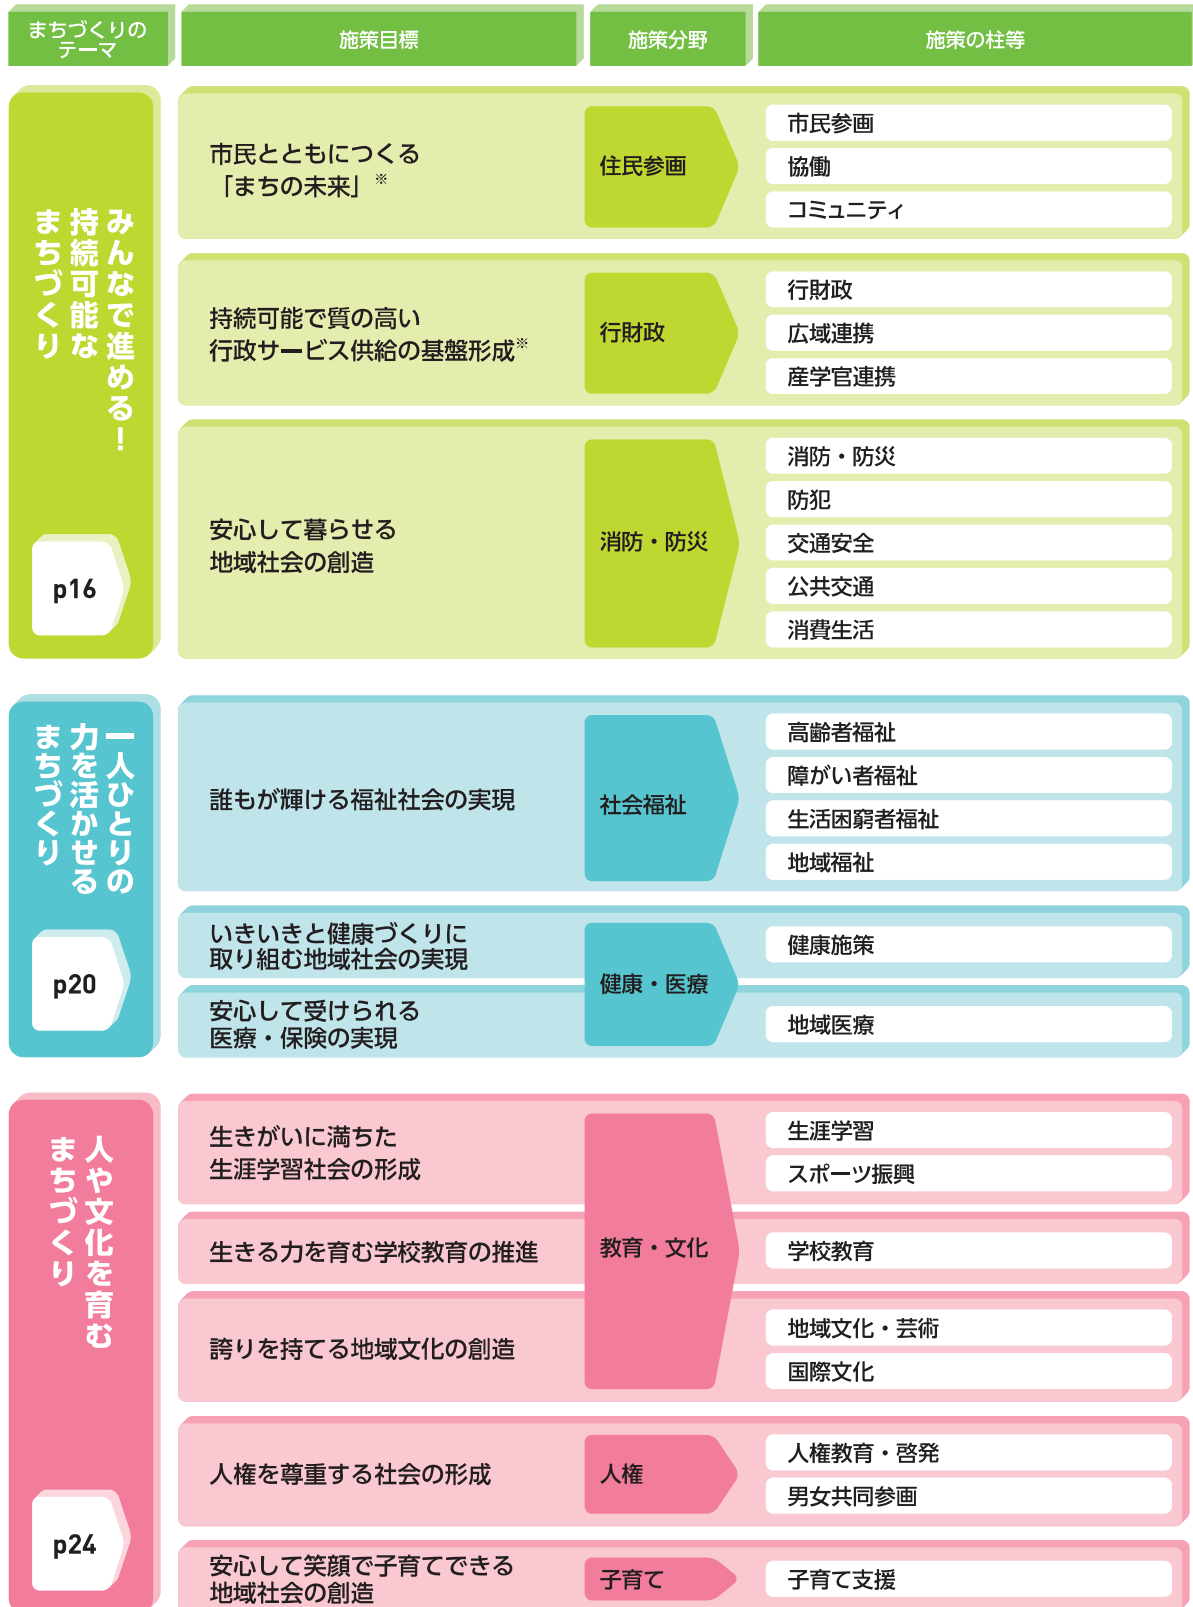 まちづくりの
テーマ
施策目標
施策分野
施策の柱等
みんなで進める！
持続可能な
まちづくり
p16
市民とともにつくる
「まちの未来」※
住民参画
市民参画
協働
コミュニティ
持続可能で質の高い
行政サービス供給の基盤形成※
行財政
行財政
広域連携
産学官連携
安心して暮らせる
地域社会の創造
消防・防災
消防・防災
防犯
交通安全
公共交通
消費生活
一人ひとりの
力を活かせる
まちづくり
p20
誰もが輝ける福祉社会の実現
社会福祉
高齢者福祉
障がい者福祉
生活困窮者福祉
地域福祉
いきいきと健康づくりに
取り組む地域社会の実現
健康・医療
健康施策
安心して受けられる
医療・保険の実現
地域医療
人や文化を育む
まちづくり
p24
生きがいに満ちた
生涯学習社会の形成
教育・文化
生涯学習
スポーツ振興
生きる力を育む学校教育の推進
学校教育
誇りを持てる地域文化の創造
地域文化・芸術
国際文化
人権を尊重する社会の形成
人権
人権教育・啓発
男女共同参画
安心して笑顔で子育てできる
地域社会の創造
子育て
子育て支援